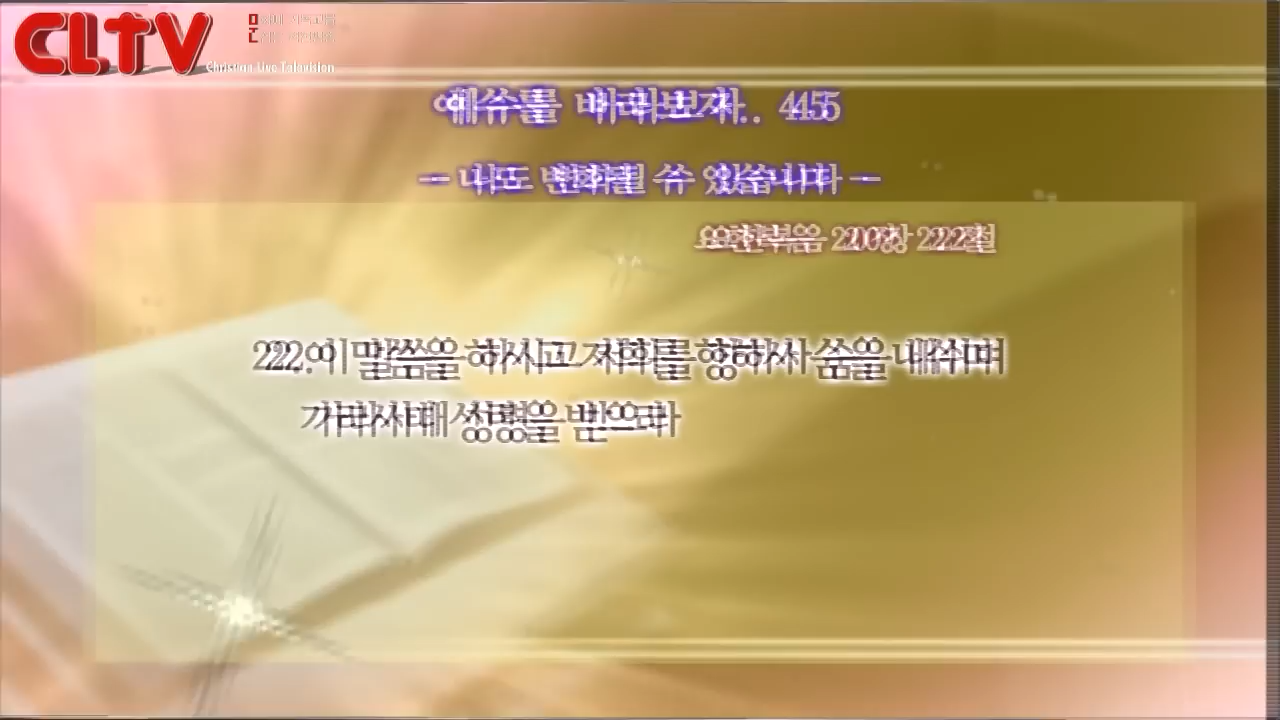 CLTV
Christian Live Television
예수를 바라보자.. 45
- 나도 변화될 수 있습니다 -
요한복음 20장 22절
22.이 말씀을 하시고 저희를 향하사 숨을 내쉬며
가라사대 성령을 받으라